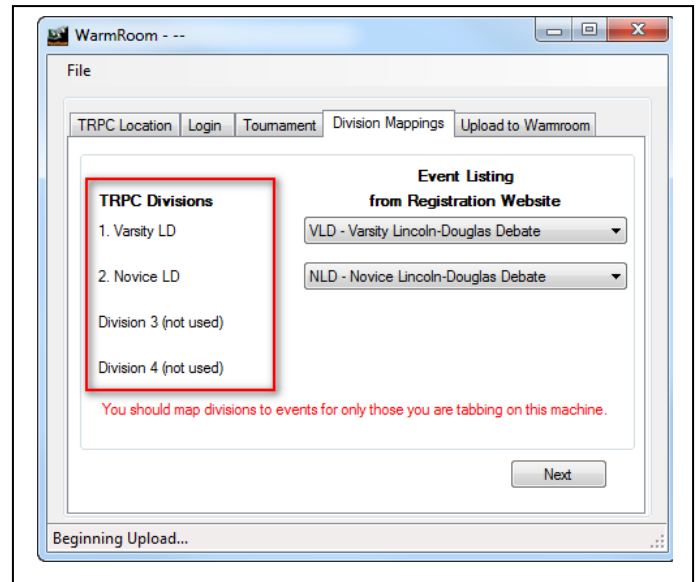 WarmRoom - --
File
TRPC Location Login Tournament Division Mappings Upload to Warmroom
Event Listing
TRPC Divisions from Registration Website
1. Varsity LD VLD - Varsity Lincoln-Douglas Debate
2. Novice LD NLD - Novice Lincoln-Douglas Debate
Division 3 (not used)
Division 4 (not used)
You should map divisions to events for only those you are tabbing on this machine.
Next
Beginning Upload...